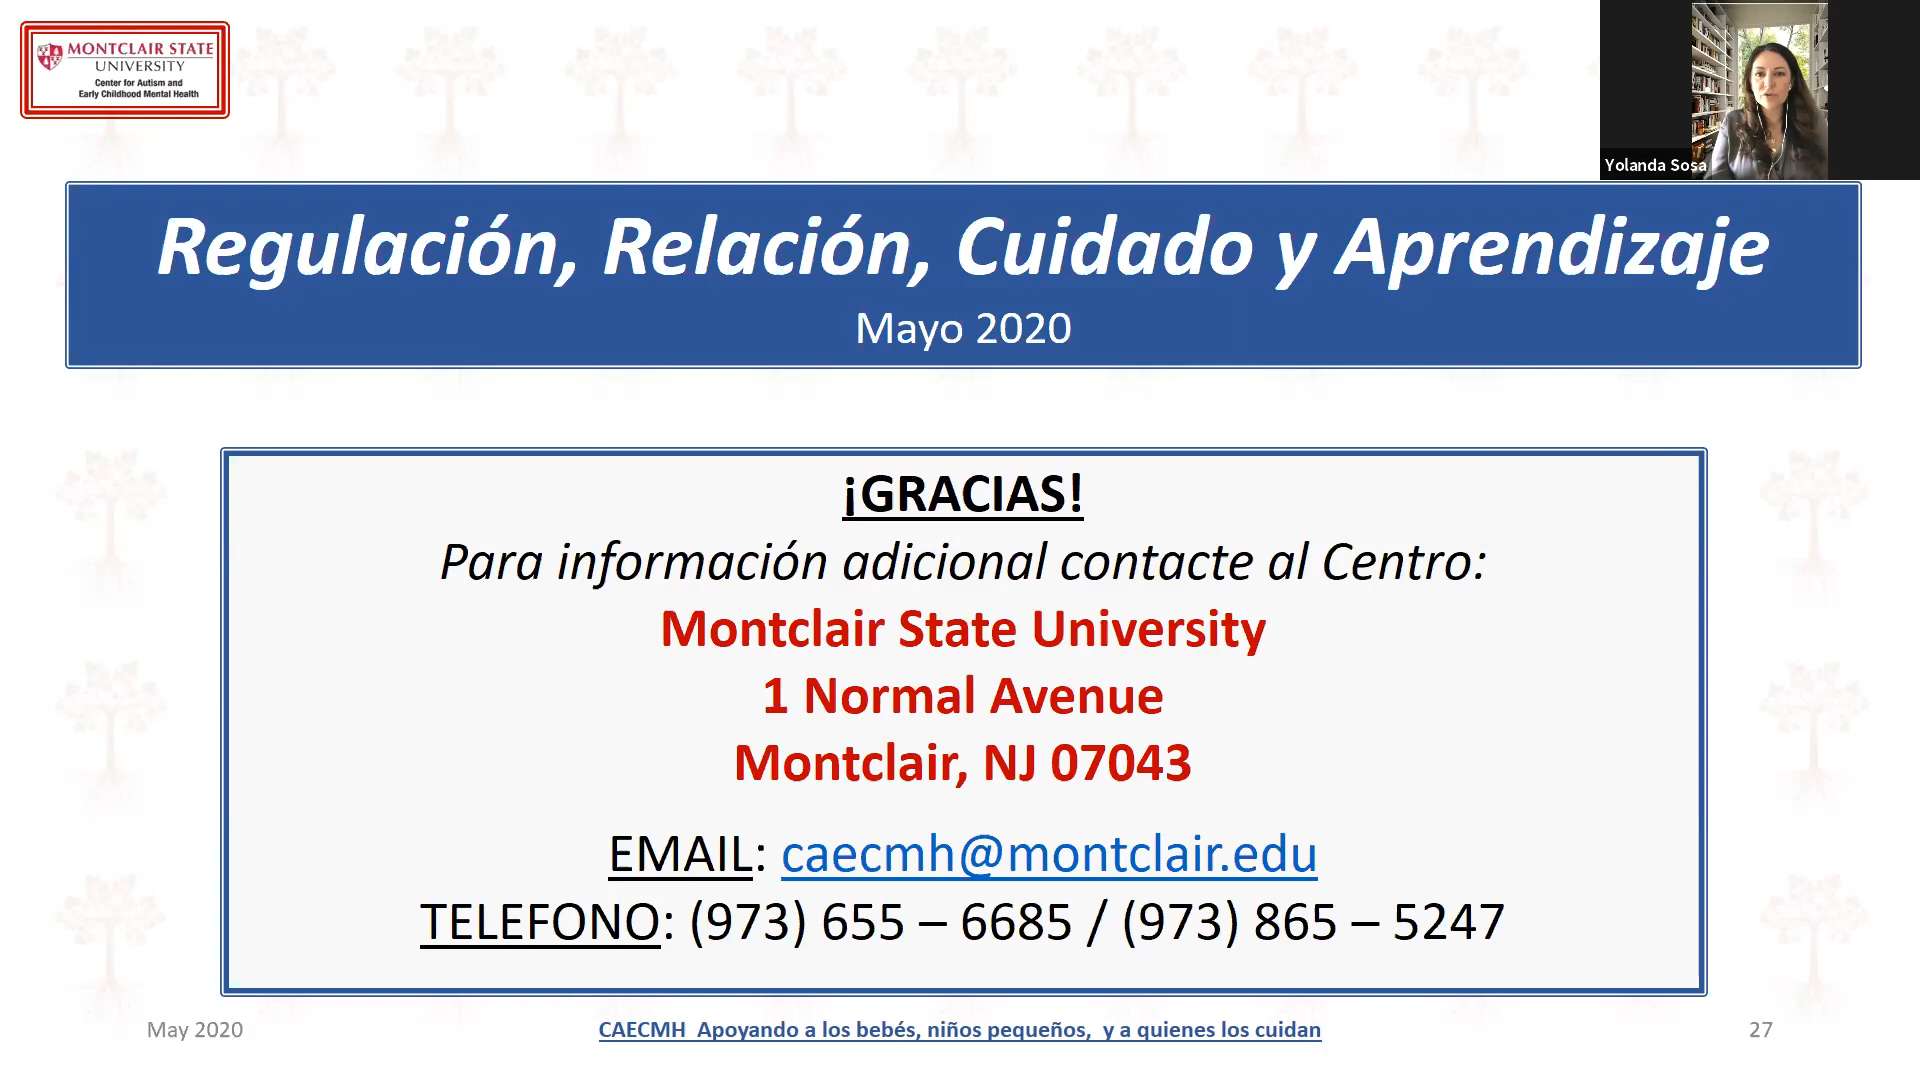 MONTCLAIR STATE
UNIVERSITY
Center for Autism and
Early Childhood Mental Health
Yolanda Sosa
Regulación, Relación, Cuidado y Aprendizaje
Mayo 2020
¡GRACIAS!
Para información adicional contacte al Centro:
Montclair State University
1 Normal Avenue
Montclair, NJ 07043
EMAIL: caecmh@montclair.edu
TELEFONO: (973) 655 – 6685 / (973) 865 – 5247
May 2020
CAECMH Apoyando a los bebés, niños pequeños, y a quienes los cuidan
27